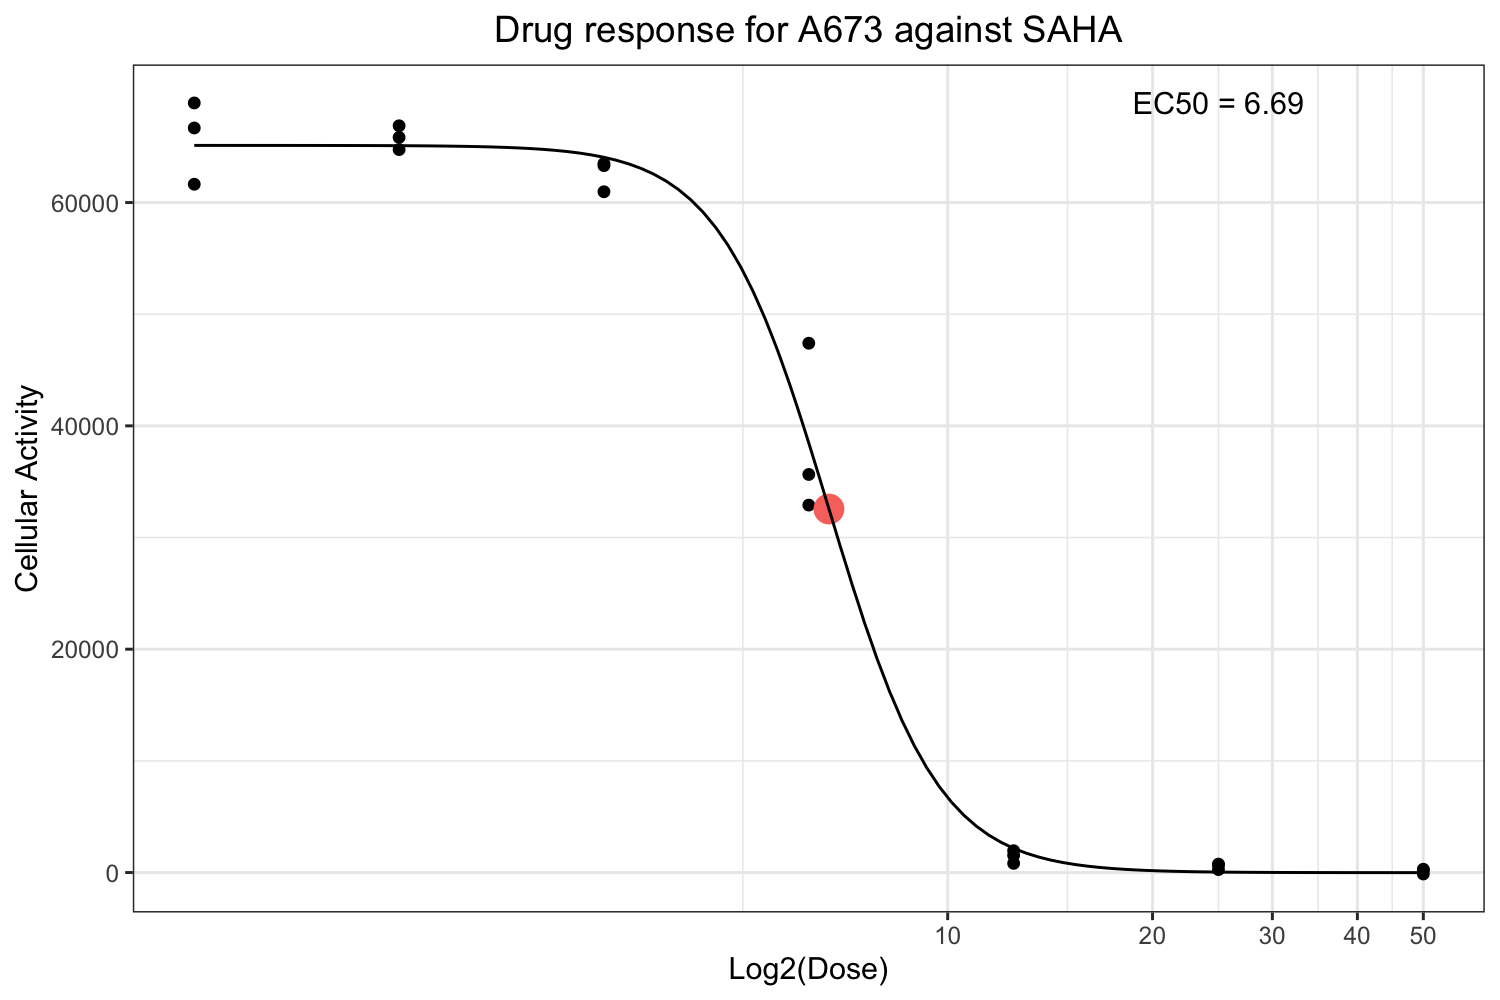 Drug response for A673 against SAHA
EC50 = 6.69
Cellular Activity
60000
40000
20000
0
10 20 30 40 50
Log2(Dose)